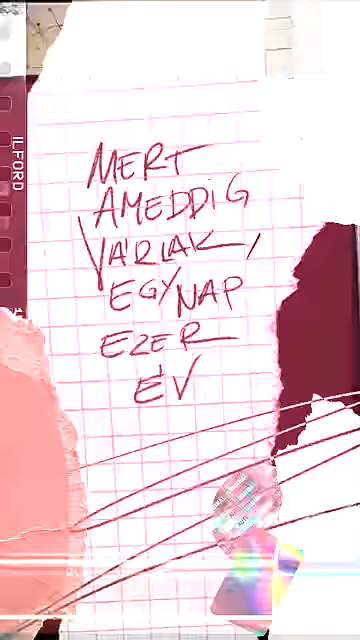 ILFORD
MERT
AMEDDIG
VÁRLAK,
EGY NAP
EZER
ÉV